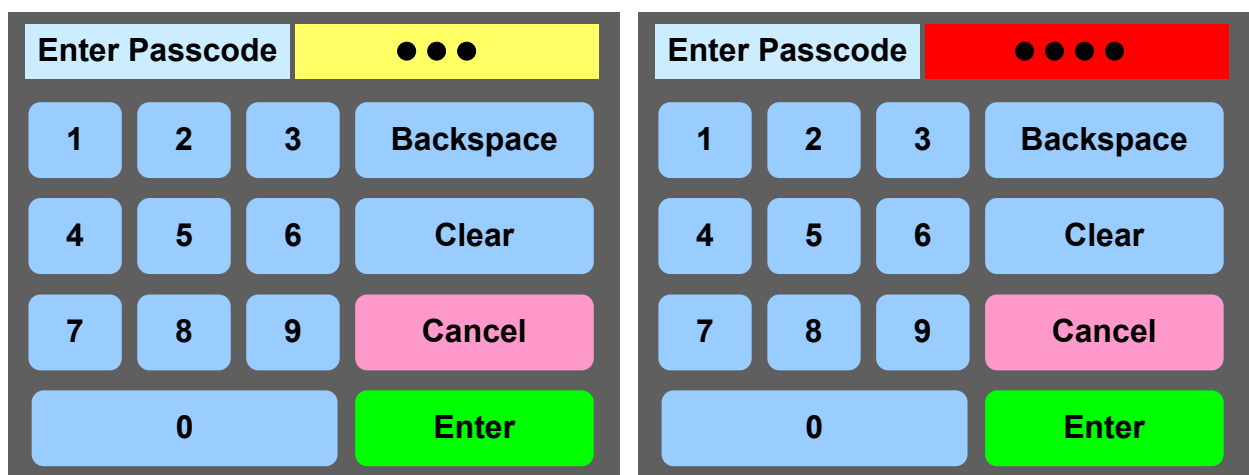 Enter Passcode ●●●
1 2 3 Backspace
4 5 6 Clear
7 8 9 Cancel
0 Enter
Enter Passcode ●●●●
1 2 3 Backspace
4 5 6 Clear
7 8 9 Cancel
0 Enter